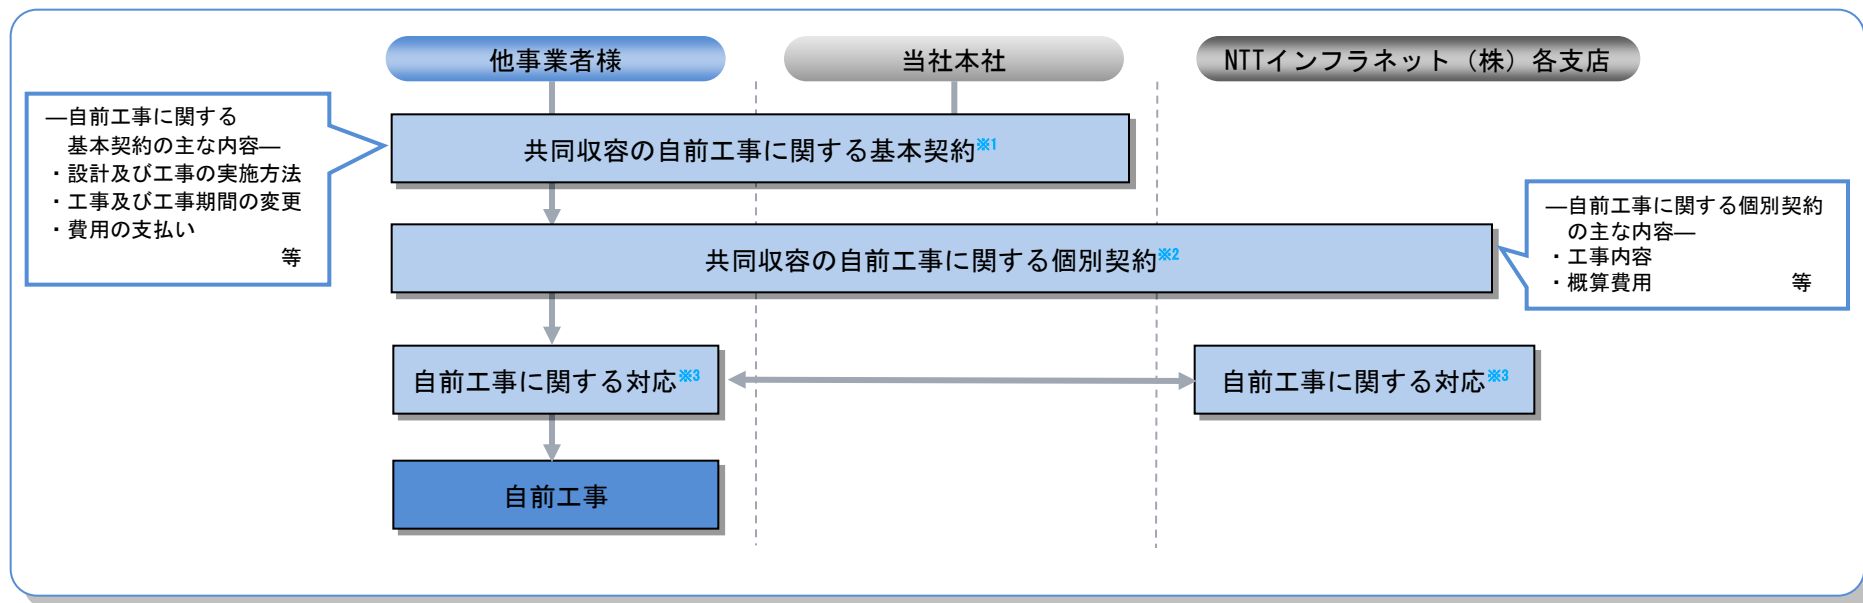 他事業者様
当社本社
NTTインフラネット（株）各支店
―自前工事に関する
基本契約の主な内容―
・設計及び工事の実施方法
・工事及び工事期間の変更
・費用の支払い
等
共同収容の自前工事に関する基本契約※1
共同収容の自前工事に関する個別契約※2
―自前工事に関する個別契約
の主な内容―
・工事内容
・概算費用 等
自前工事に関する対応※3
自前工事に関する対応※3
自前工事